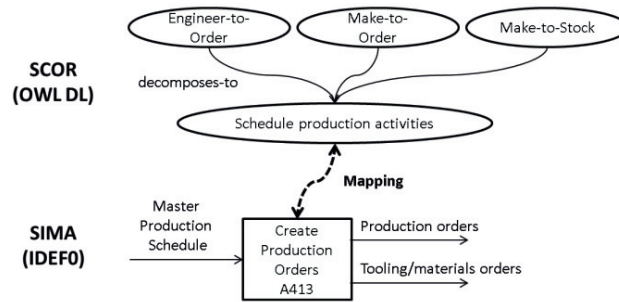 Engineer-to-
Order
Make-to-
Order
Make-to-Stock
SCOR
(OWL DL)
decomposes-to
Schedule production activities
Mapping
SIMA
(IDEF0)
Master
Production
Schedule
Create
Production
Orders
A413
Production orders
Tooling/materials orders